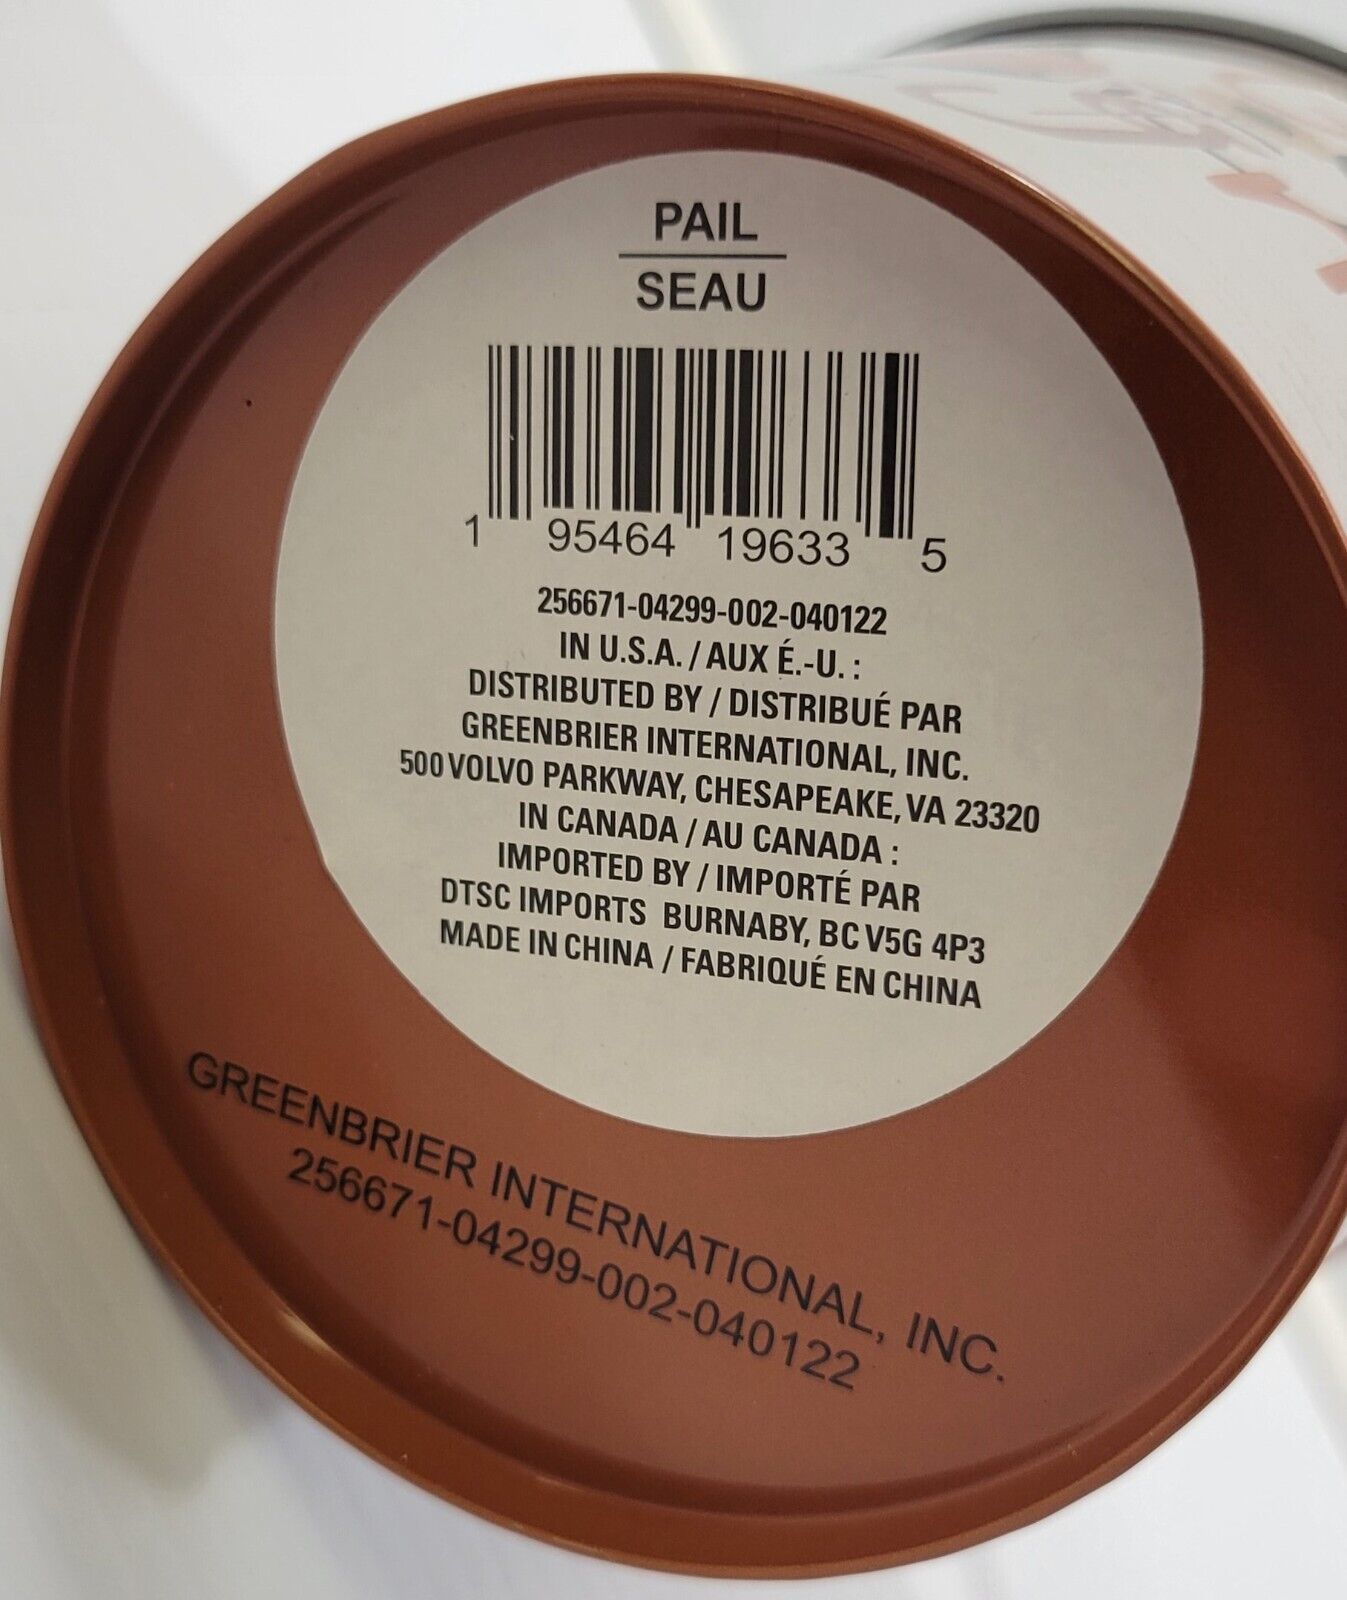 PAIL
SEAU
1 95464 19633 5
256671-04299-002-040122
IN U.S.A. / AUX É.-U. :
DISTRIBUTED BY / DISTRIBUÉ PAR
GREENBRIER INTERNATIONAL, INC.
500 VOLVO PARKWAY, CHESAPEAKE, VA 23320
IN CANADA / AU CANADA :
IMPORTED BY / IMPORTÉ PAR
DTSC IMPORTS BURNABY, BC V5G 4P3
MADE IN CHINA / FABRIQUÉ EN CHINA
GREENBRIER INTERNATIONAL, INC.
256671-04299-002-040122